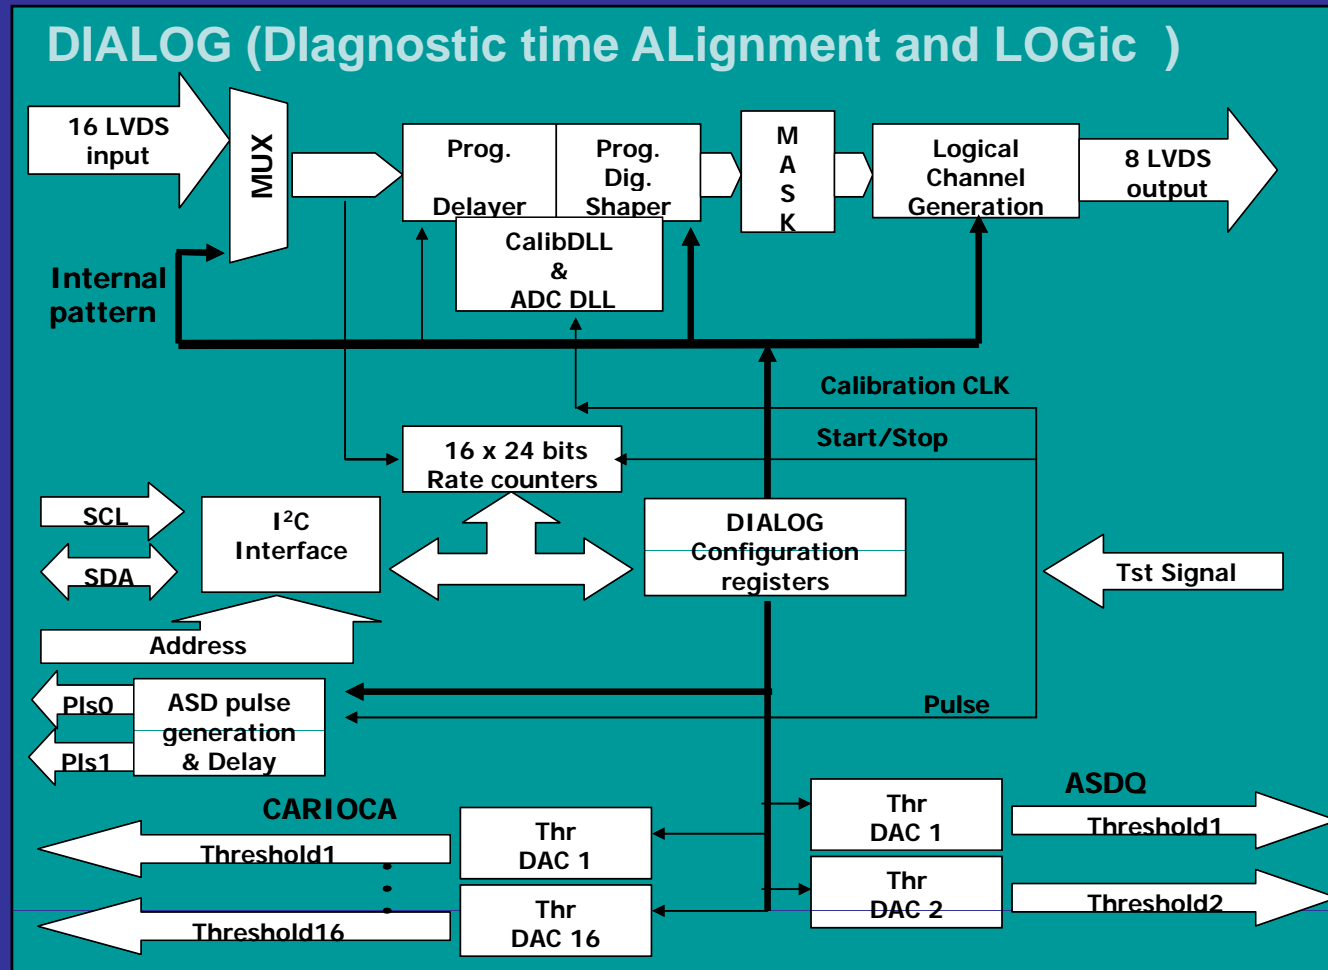 DIALOG (DIagnostic time ALignment and LOGic )
16 LVDS
input
MUX
Prog.
Delayer
Prog.
Dig.
Shaper
M
A
S
K
Logical
Channel
Generation
8 LVDS
output
CalibDLL
&
ADC DLL
Internal
pattern
Calibration CLK
Start/Stop
16 x 24 bits
Rate counters
SCL
SDA
I²C
Interface
DIALOG
Configuration
registers
Tst Signal
Address
Pls0
Pls1
ASD pulse
generation
& Delay
Pulse
CARIOCA
Threshold1
Thr
DAC 1
Threshold16
Thr
DAC 16
ASDQ
Thr
DAC 1
Threshold1
Thr
DAC 2
Threshold2